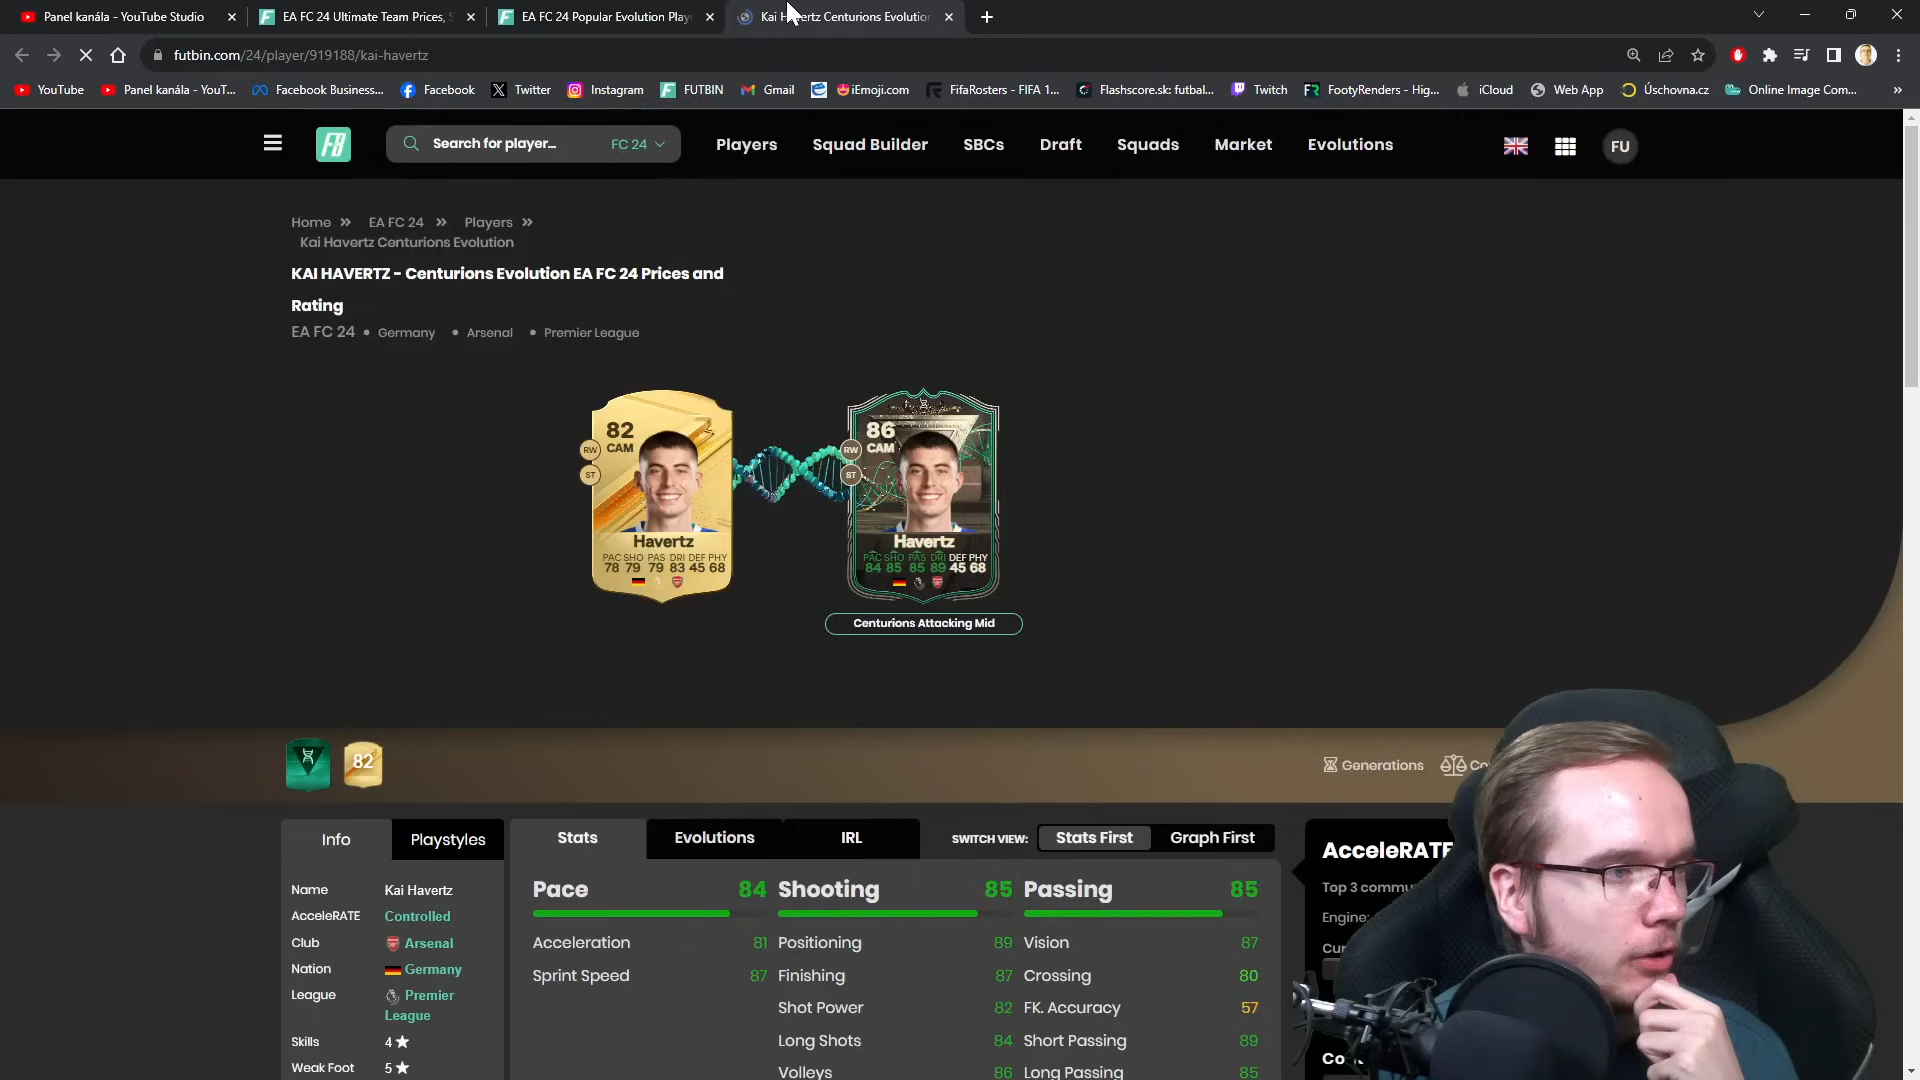 Panel kanála - YouTube Studio
EA FC 24 Ultimate Team Prices, S
EA FC 24 Popular Evolution Playe
Kai Havertz Centurions Evolution
futbin.com/24/player/919188/kai-havertz
YouTube
Panel kanála - YouT...
Facebook Business...
Facebook
Twitter
Instagram
FUTBIN
Gmail
iEmoji.com
FifaRosters - FIFA 1...
Flashscore.sk: futbal...
Twitch
FootyRenders - Hig...
iCloud
Web App
Úschovna.cz
Online Image Com...
Search for player...
FC 24
Players
Squad Builder
SBCs
Draft
Squads
Market
Evolutions
FU
Home » EA FC 24 » Players »
Kai Havertz Centurions Evolution
KAI HAVERTZ - Centurions Evolution EA FC 24 Prices and
Rating
EA FC 24 • Germany • Arsenal • Premier League
82
CAM
RW
ST
Havertz
PAC SHO PAS DRI DEF PHY
78 79 79 83 45 68
86
CAM
RW
ST
Havertz
PAC SHO PAS DRI DEF PHY
84 85 85 89 45 68
Centurions Attacking Mid
82
Generations
Co
Info
Playstyles
Name Kai Havertz
AcceleRATE Controlled
Club Arsenal
Nation Germany
League Premier
League
Skills 4★
Weak Foot 5★
Stats
Evolutions
IRL
SWITCH VIEW:
Stats First
Graph First
Pace 84
Acceleration 81
Sprint Speed 87
Shooting 85
Positioning 89
Finishing 87
Shot Power 82
Long Shots 84
Volleys 86
Passing 85
Vision 87
Crossing 80
FK. Accuracy 57
Short Passing 89
Long Passing 85
AcceleRATE
Top 3 commu
Engine:
Cur
Co